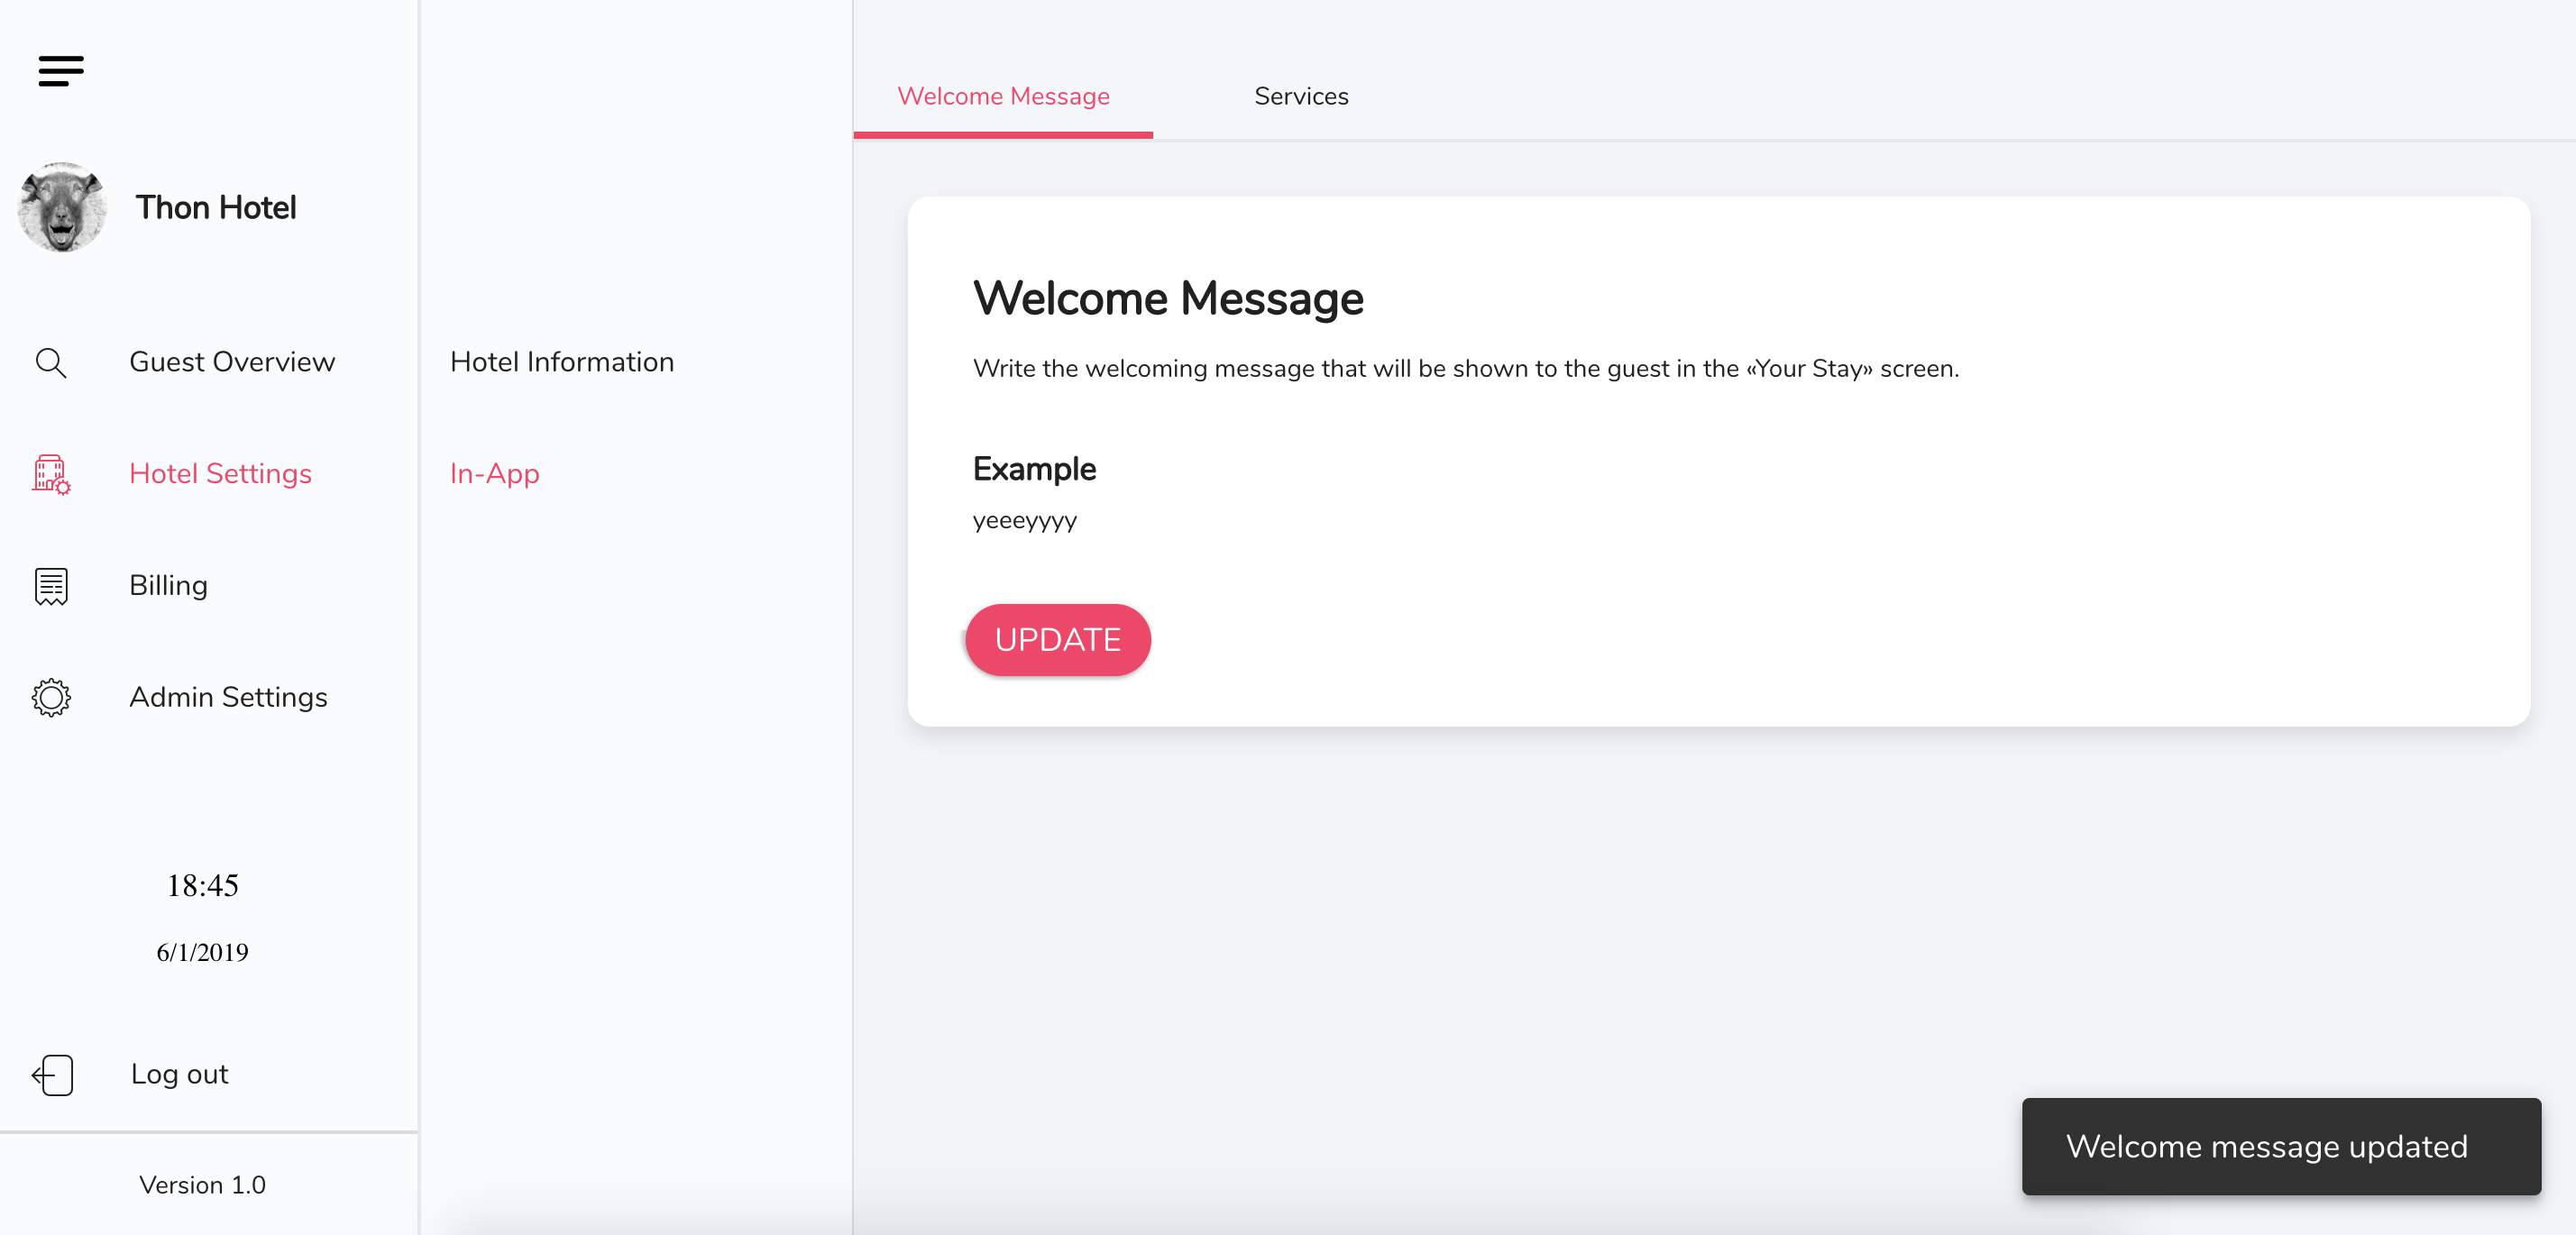 Thon Hotel
Guest Overview
Hotel Settings
Billing
Admin Settings
18:45
6/1/2019
Log out
Version 1.0
Hotel Information
In-App
Welcome Message
Services
Welcome Message
Write the welcoming message that will be shown to the guest in the «Your Stay» screen.
Example
yeeeyyyy
UPDATE
Welcome message updated